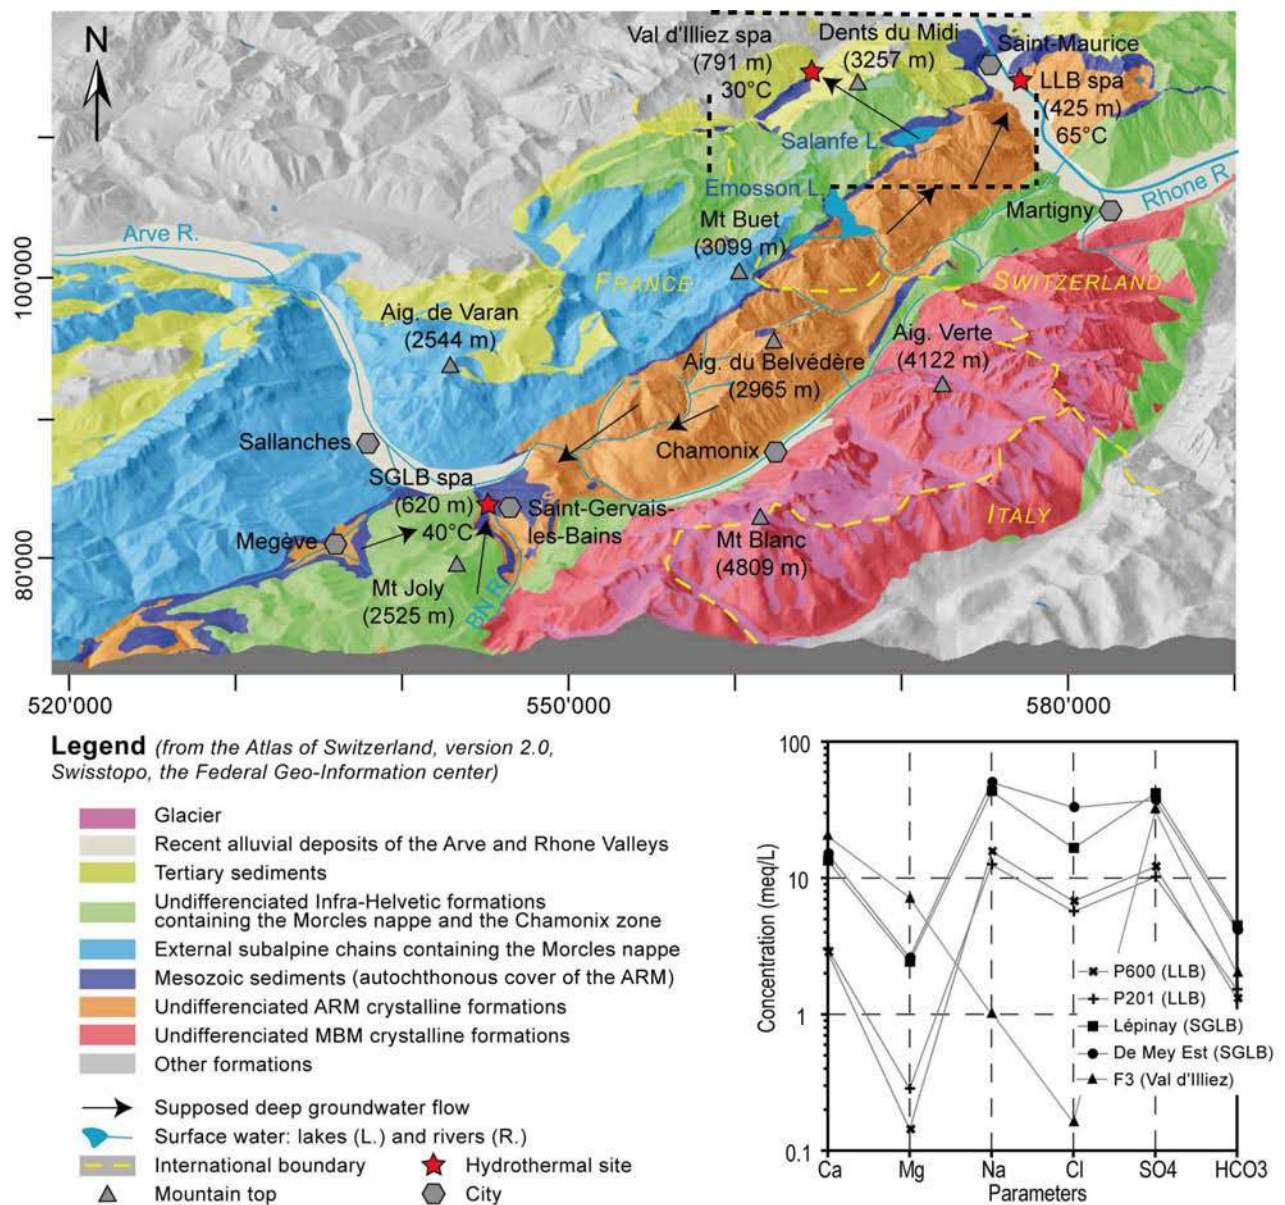 N
Val d'Illiez spa
(791 m)
30°C
Dents du Midi
(3257 m)
Saint-Maurice
LLB spa
(425 m)
65°C
Salanfe L.
Emosson L.
Mt Buet
(3099 m)
Martigny
Rhone R.
Arve R.
100'000
FRANCE
SWITZERLAND
Aig. de Varan
(2544 m)
Aig. Verte
(4122 m)
Aig. du Belvédère
(2965 m)
Sallanches
Chamonix
SGLB spa
(620 m)
40°C
Saint-Gervais-
les-Bains
ITALY
Megève
Mt Blanc
(4809 m)
80'000
Mt Joly
(2525 m)
BN R.
520'000
550'000
580'000
Legend (from the Atlas of Switzerland, version 2.0,
Swisstopo, the Federal Geo-Information center)
Glacier
Recent alluvial deposits of the Arve and Rhone Valleys
Tertiary sediments
Undifferenciated Infra-Helvetic formations
containing the Morcles nappe and the Chamonix zone
External subalpine chains containing the Morcles nappe
Mesozoic sediments (autochthonous cover of the ARM)
Undifferenciated ARM crystalline formations
Undifferenciated MBM crystalline formations
Other formations
Supposed deep groundwater flow
Surface water: lakes (L.) and rivers (R.)
International boundary
Hydrothermal site
Mountain top
City
100
10
1
0.1
Concentration (meq/L)
P600 (LLB)
P201 (LLB)
Lépinay (SGLB)
De Mey Est (SGLB)
F3 (Val d'Illiez)
Ca
Mg
Na
Cl
SO4
HCO3
Parameters